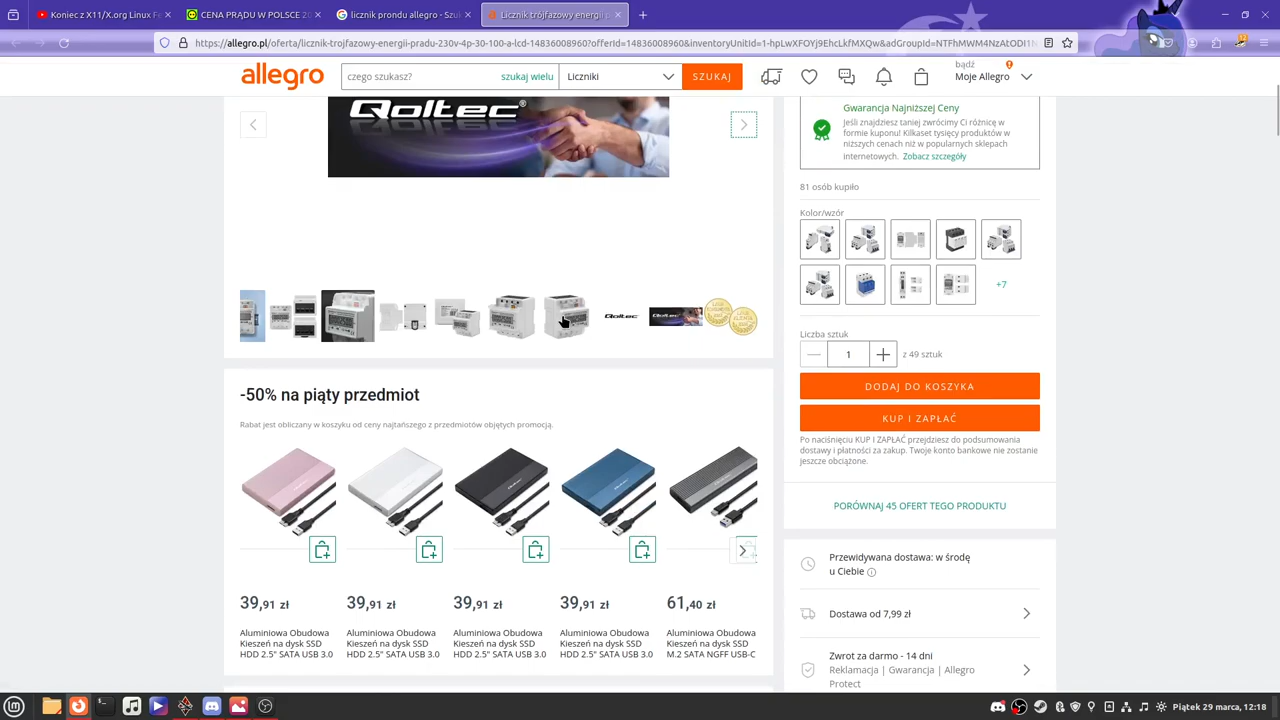 Koniec z X11/X.org Linux Fe
Allegro
Licznik trójfazowy energii p
https://allegro.pl/oferta/licznik-trojfazowy-energii-pradu-230v-4p-30-100-a-lcd-14836008960?offerId=14836008960&inventoryUnitId=1-hpLwXFOYj9EhcLkfMXQw&adGroupId=NTFhMWM4NzAtODI1N
allegro
czego szukasz?
szukaj wielu
Liczniki
SZUKAJ
bądź
Moje Allegro
Qoltec®
Gwarancja Najniższej Ceny
Jeśli znajdziesz taniej zwrócimy Ci różnicę w
formie kuponu! Kilkaset tysięcy produktów w
niższych cenach niż w popularnych sklepach
internetowych. Zobacz szczegóły
81 osób kupiło
Kolor/wzór
+7
Qoltec
Liczba sztuk
1
z 49 sztuk
DODAJ DO KOSZYKA
KUP I ZAPŁAĆ
Po naciśnięciu KUP I ZAPŁAĆ przejdziesz do podsumowania
dostawy i płatności za zakup. Twoje konto bankowe nie zostanie
jeszcze obciążone.
PORÓWNAJ 45 OFERT TEGO PRODUKTU
Przewidywana dostawa: w środę
u Ciebie
Dostawa od 7,99 zł
Zwrot za darmo - 14 dni
Reklamacja | Gwarancja | Allegro
Protect
-50% na piąty przedmiot
Rabat jest obliczany w koszyku od ceny najtańszego z przedmiotów objętych promocją.
39,91 zł
39,91 zł
39,91 zł
39,91 zł
61,40 zł
Aluminiowa Obudowa
Kieszeń na dysk SSD
HDD 2.5" SATA USB 3.0
Aluminiowa Obudowa
Kieszeń na dysk SSD
HDD 2.5" SATA USB 3.0
Aluminiowa Obudowa
Kieszeń na dysk SSD
HDD 2.5" SATA USB 3.0
Aluminiowa Obudowa
Kieszeń na dysk SSD
HDD 2.5" SATA USB 3.0
Aluminiowa Obudowa
Kieszeń na dysk SSD
M.2 SATA NGFF USB-C
Piątek 29 marca, 12:18